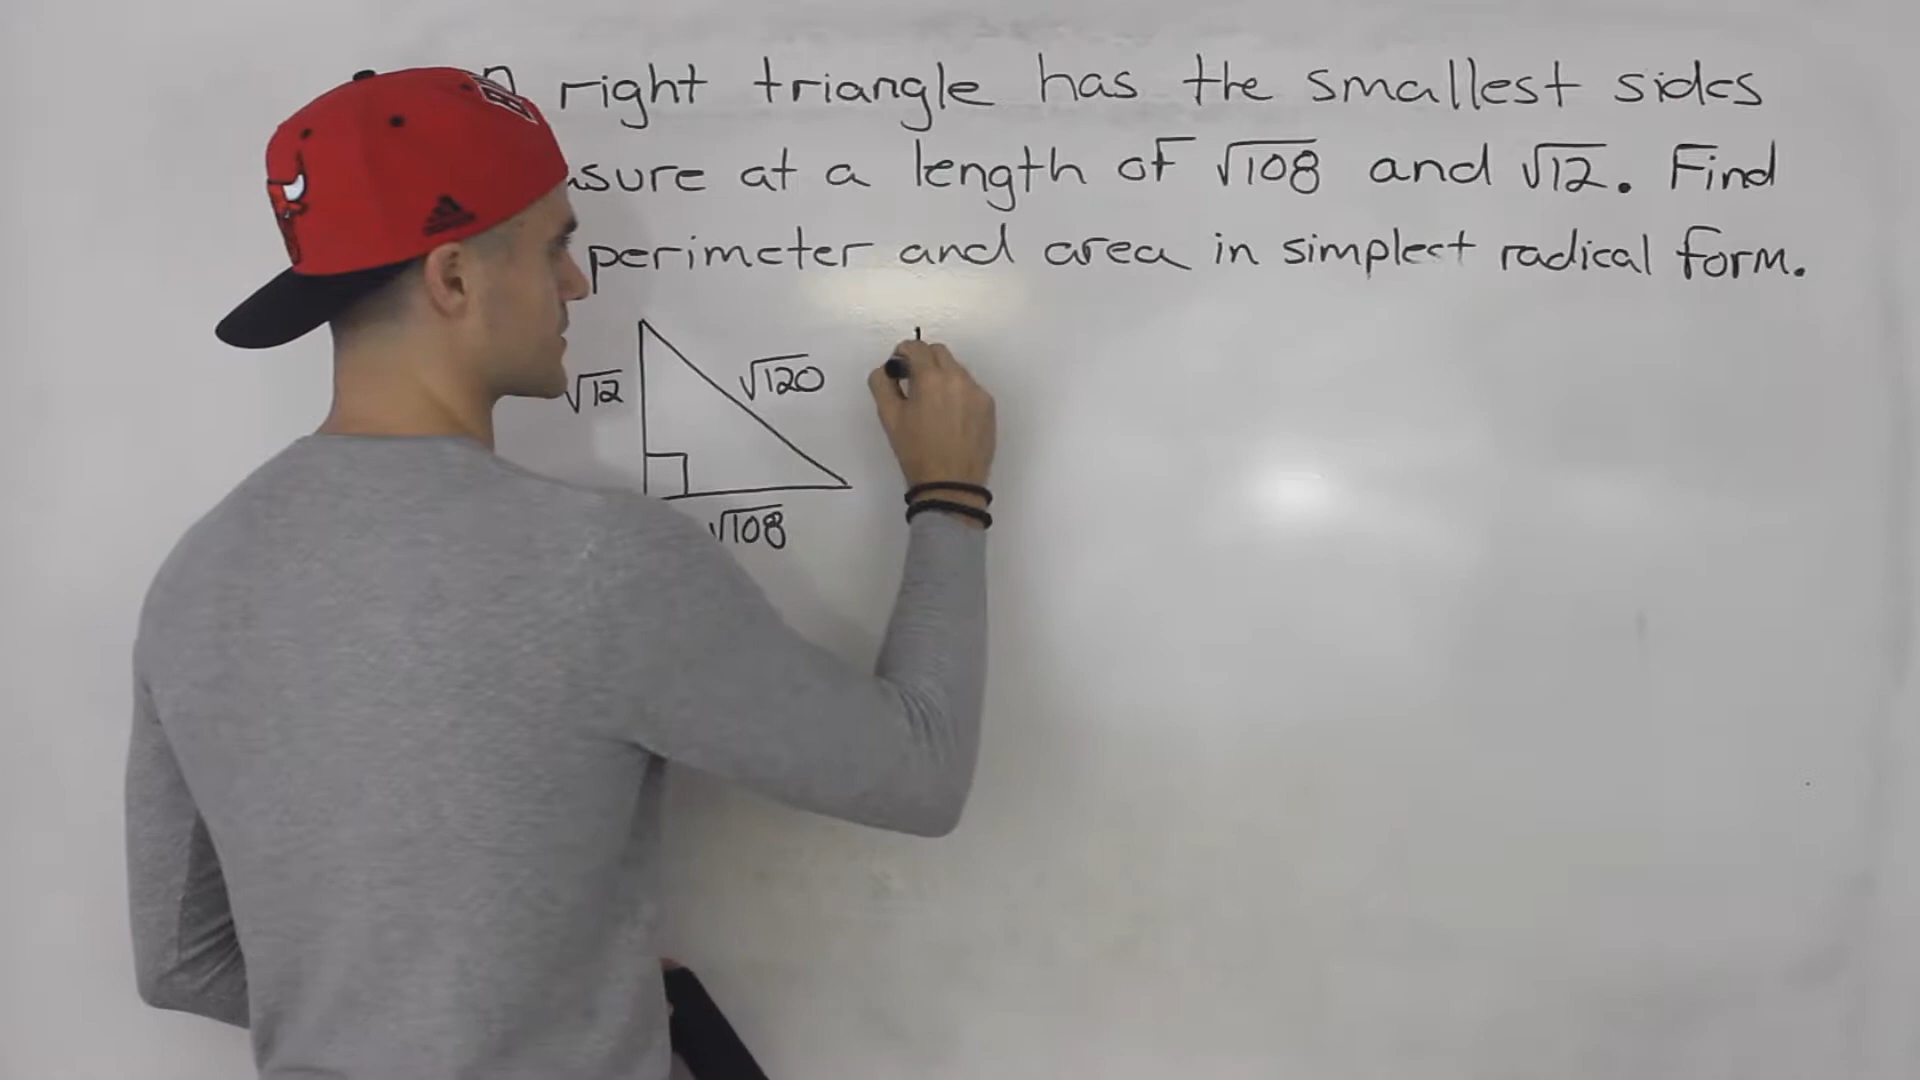 right triangle has the smallest sides
at a length of √108 and √12. Find
perimeter and area in simplest radical form.
√12
√120
√108